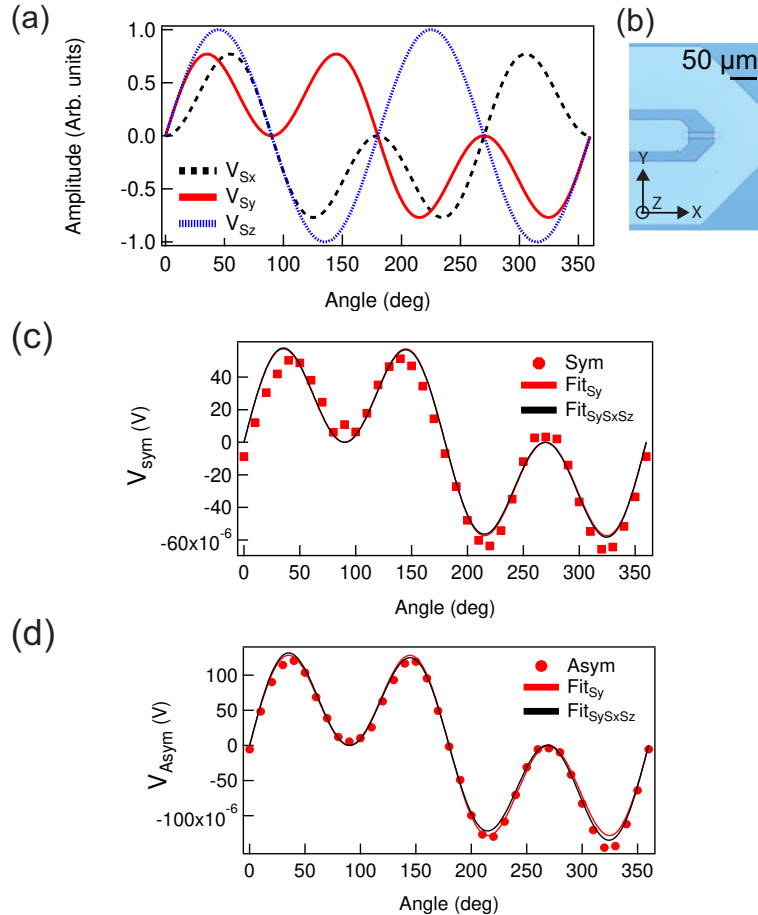 (a)
Amplitude (Arb. units)
1.0
0.5
0.0
-0.5
-1.0
V_Sx
V_Sy
V_Sz
0 50 100 150 200 250 300 350
Angle (deg)
(b)
50 µm
Y
Z
X
(c)
V_sym (V)
40
20
0
-20
-40
-60x10^-6
Sym
Fit_Sy
Fit_SySxSz
0 50 100 150 200 250 300 350
Angle (deg)
(d)
V_Asym (V)
100
50
0
-50
-100x10^-6
Asym
Fit_Sy
Fit_SySxSz
0 50 100 150 200 250 300 350
Angle (deg)